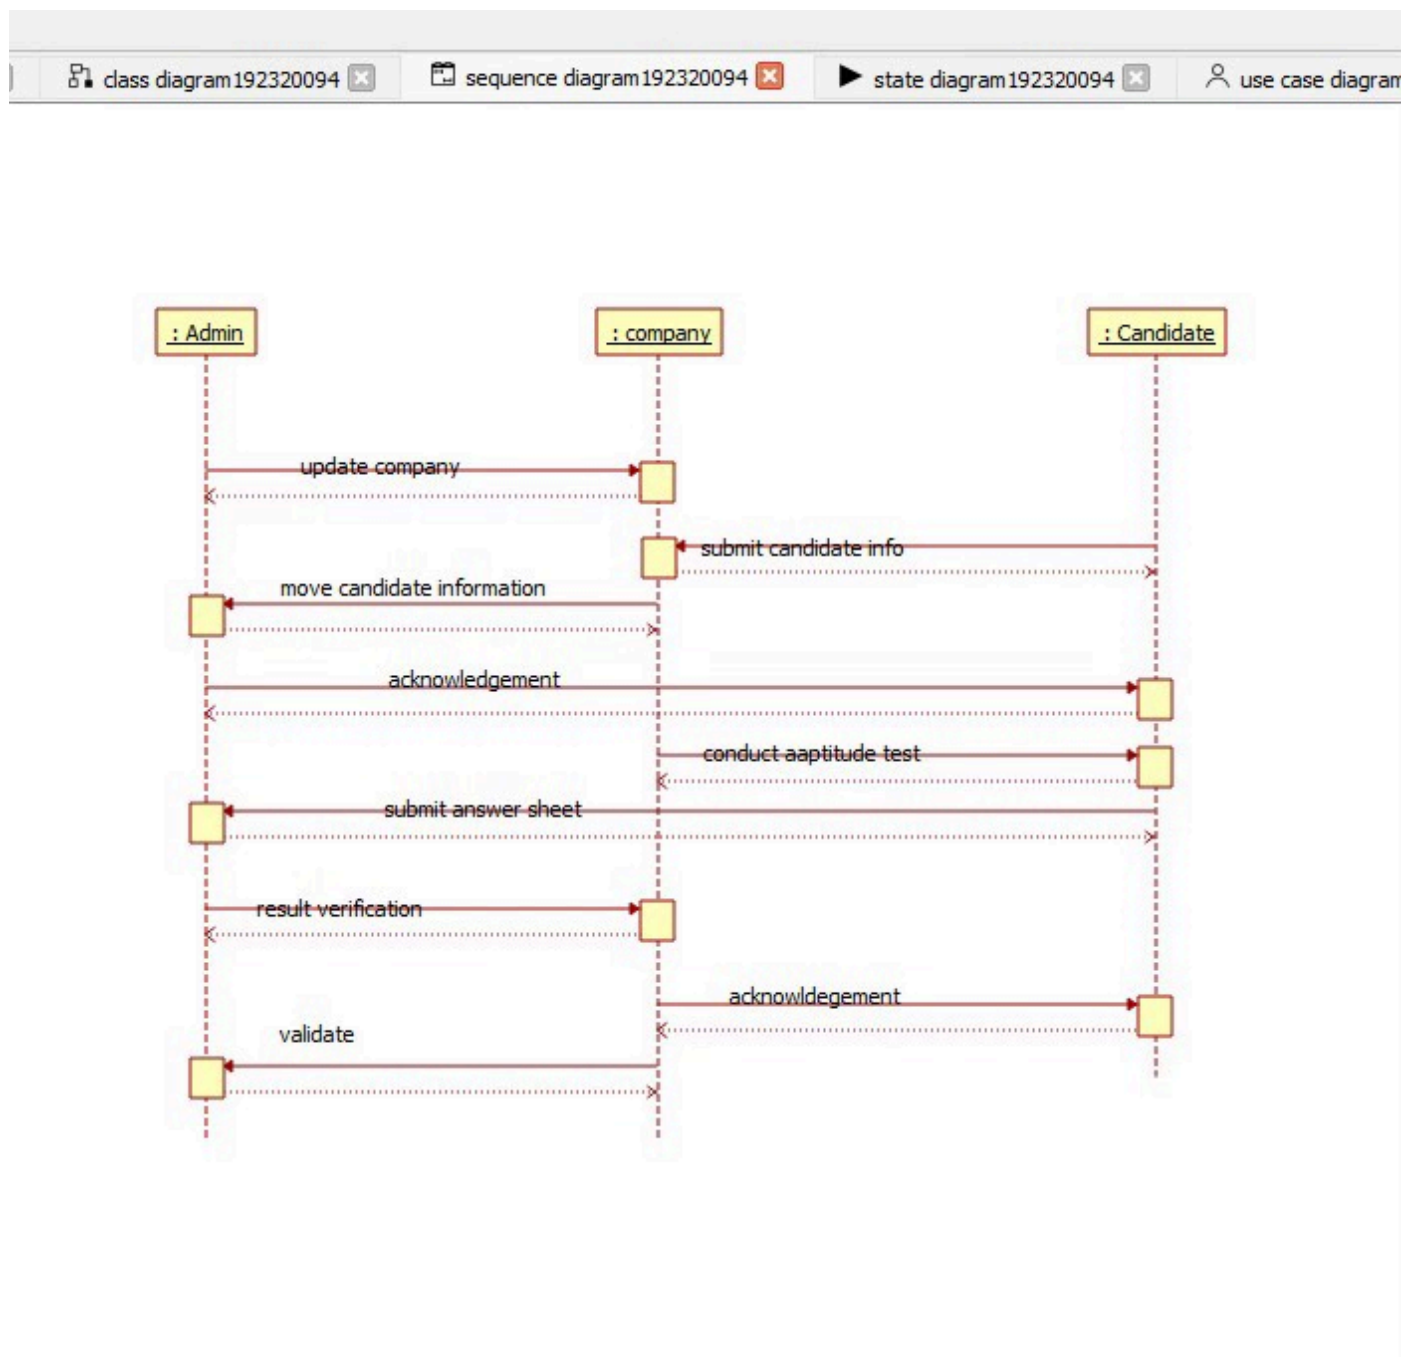 class diagram192320094
sequence diagram192320094
state diagram192320094
use case diagram
: Admin
: company
: Candidate
update company
submit candidate info
move candidate information
acknowledgement
conduct aaptitude test
submit answer sheet
result verification
acknowldegement
validate